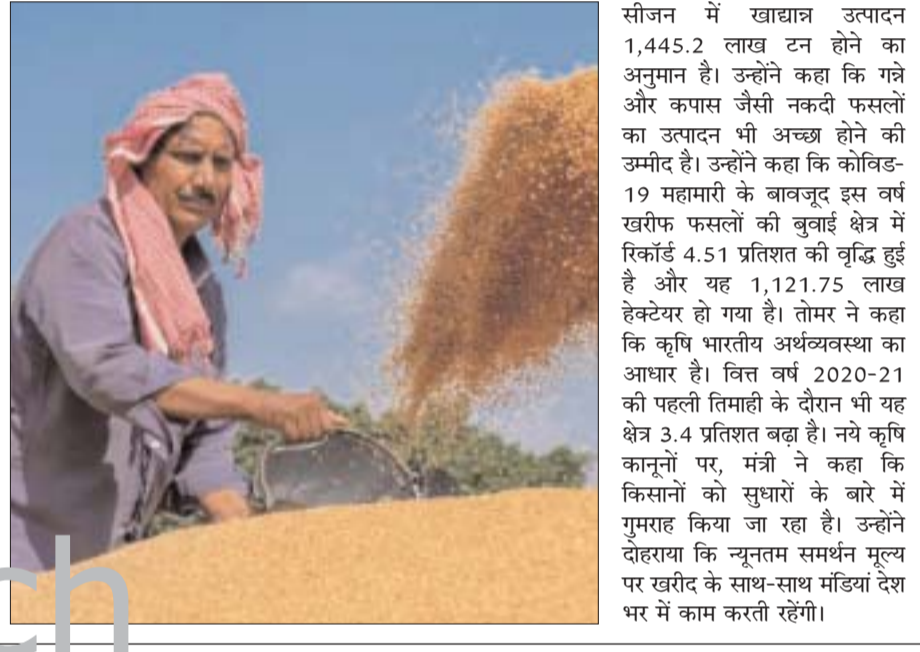 सीजन में खाद्यान्न उत्पादन
1,445.2 लाख टन होने का
अनुमान है। उन्होंने कहा कि गन्ने
और कपास जैसी नकदी फसलों
का उत्पादन भी अच्छा होने की
उम्मीद है। उन्होंने कहा कि कोविड-
19 महामारी के बावजूद इस वर्ष
खरीफ फसलों की बुवाई क्षेत्र में
रिकॉर्ड 4.51 प्रतिशत की वृद्धि हुई
है और यह 1,121.75 लाख
हेक्टेयर हो गया है। तोमर ने कहा
कि कृषि भारतीय अर्थव्यवस्था का
आधार है। वित्त वर्ष 2020-21
की पहली तिमाही के दौरान भी यह
क्षेत्र 3.4 प्रतिशत बढ़ा है। नये कृषि
कानूनों पर, मंत्री ने कहा कि
किसानों को सुधारों के बारे में
गुमराह किया जा रहा है। उन्होंने
दोहराया कि न्यूनतम समर्थन मूल्य
पर खरीद के साथ-साथ मंडियां देश
भर में काम करती रहेंगी।
ch